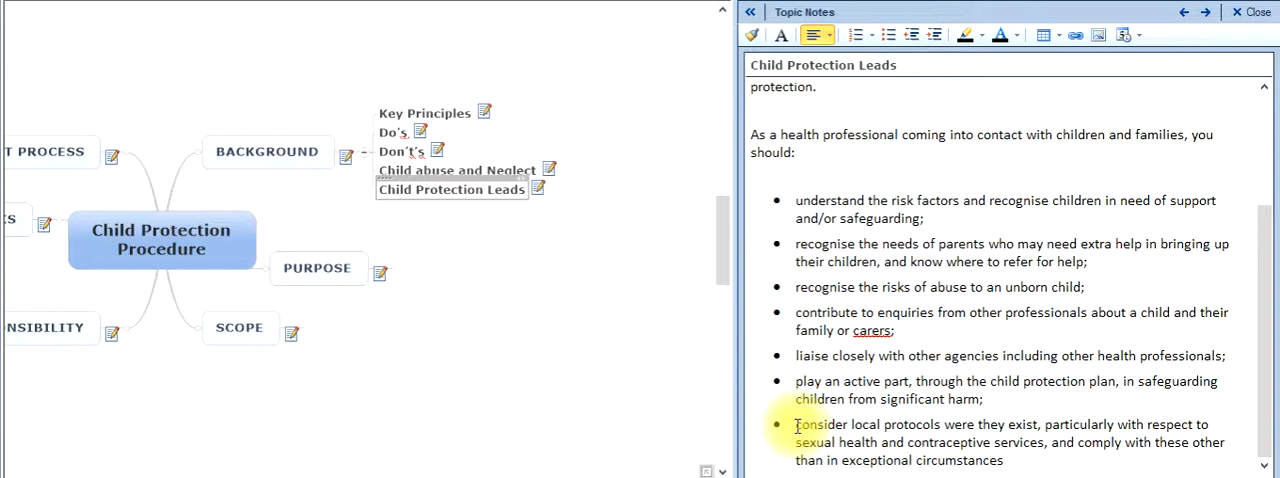 Topic Notes
Close
Child Protection Leads
protection.
As a health professional coming into contact with children and families, you
should:
understand the risk factors and recognise children in need of support
and/or safeguarding;
recognise the needs of parents who may need extra help in bringing up
their children, and know where to refer for help;
recognise the risks of abuse to an unborn child;
contribute to enquiries from other professionals about a child and their
family or carers;
liaise closely with other agencies including other health professionals;
play an active part, through the child protection plan, in safeguarding
children from significant harm;
consider local protocols were they exist, particularly with respect to
sexual health and contraceptive services, and comply with these other
than in exceptional circumstances
Key Principles
Do's
Don't's
Child abuse and Neglect
Child Protection Leads
BACKGROUND
T PROCESS
S
Child Protection
Procedure
PURPOSE
NSIBILITY
SCOPE